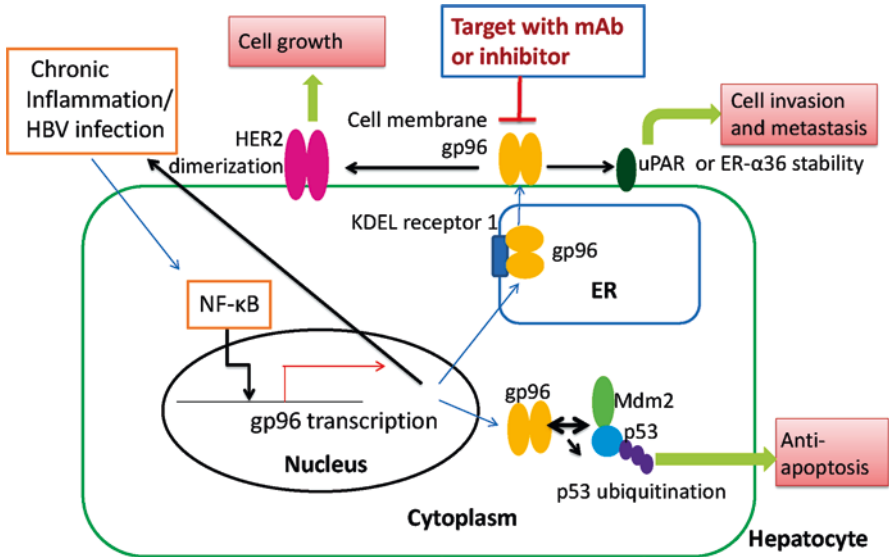 Target with mAb
or inhibitor
Cell growth
Chronic
Inflammation/
HBV infection
Cell membrane
gp96
HER2
dimerization
Cell invasion
and metastasis
uPAR or ER-α36 stability
KDEL receptor 1
gp96
ER
NF-κB
gp96 transcription
Nucleus
gp96
Mdm2
p53
p53 ubiquitination
Anti-
apoptosis
Cytoplasm
Hepatocyte